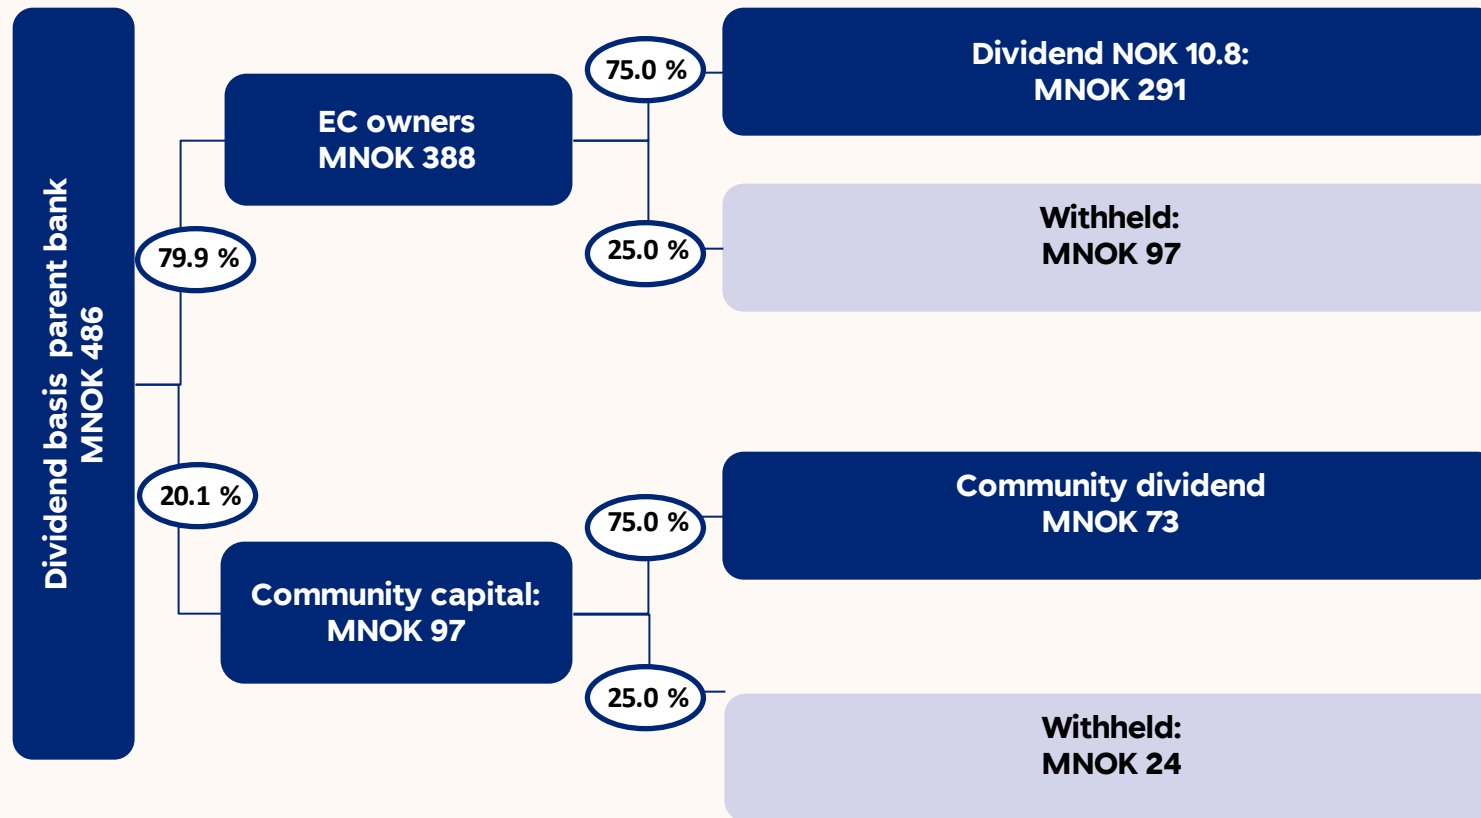 Dividend basis  parent bank
MNOK 486
79.9 %
20.1 %
EC owners
MNOK 388
75.0 %
25.0 %
Dividend NOK 10.8:
MNOK 291
Withheld:
MNOK 97
Community capital:
MNOK 97
75.0 %
25.0 %
Community dividend
MNOK 73
Withheld:
MNOK 24